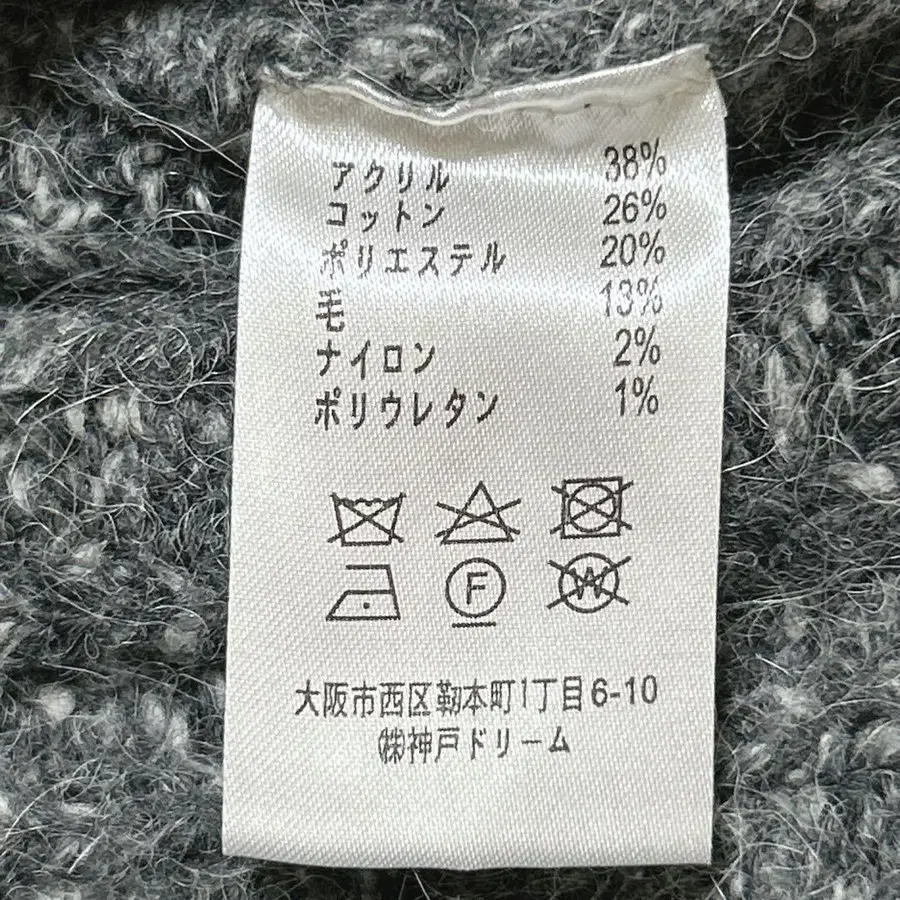 アクリル 38%
コットン 26%
ポリエステル 20%
毛 13%
ナイロン 2%
ポリウレタン 1%
F W
大阪市西区靭本町1丁目6-10
㈱神戸ドリーム